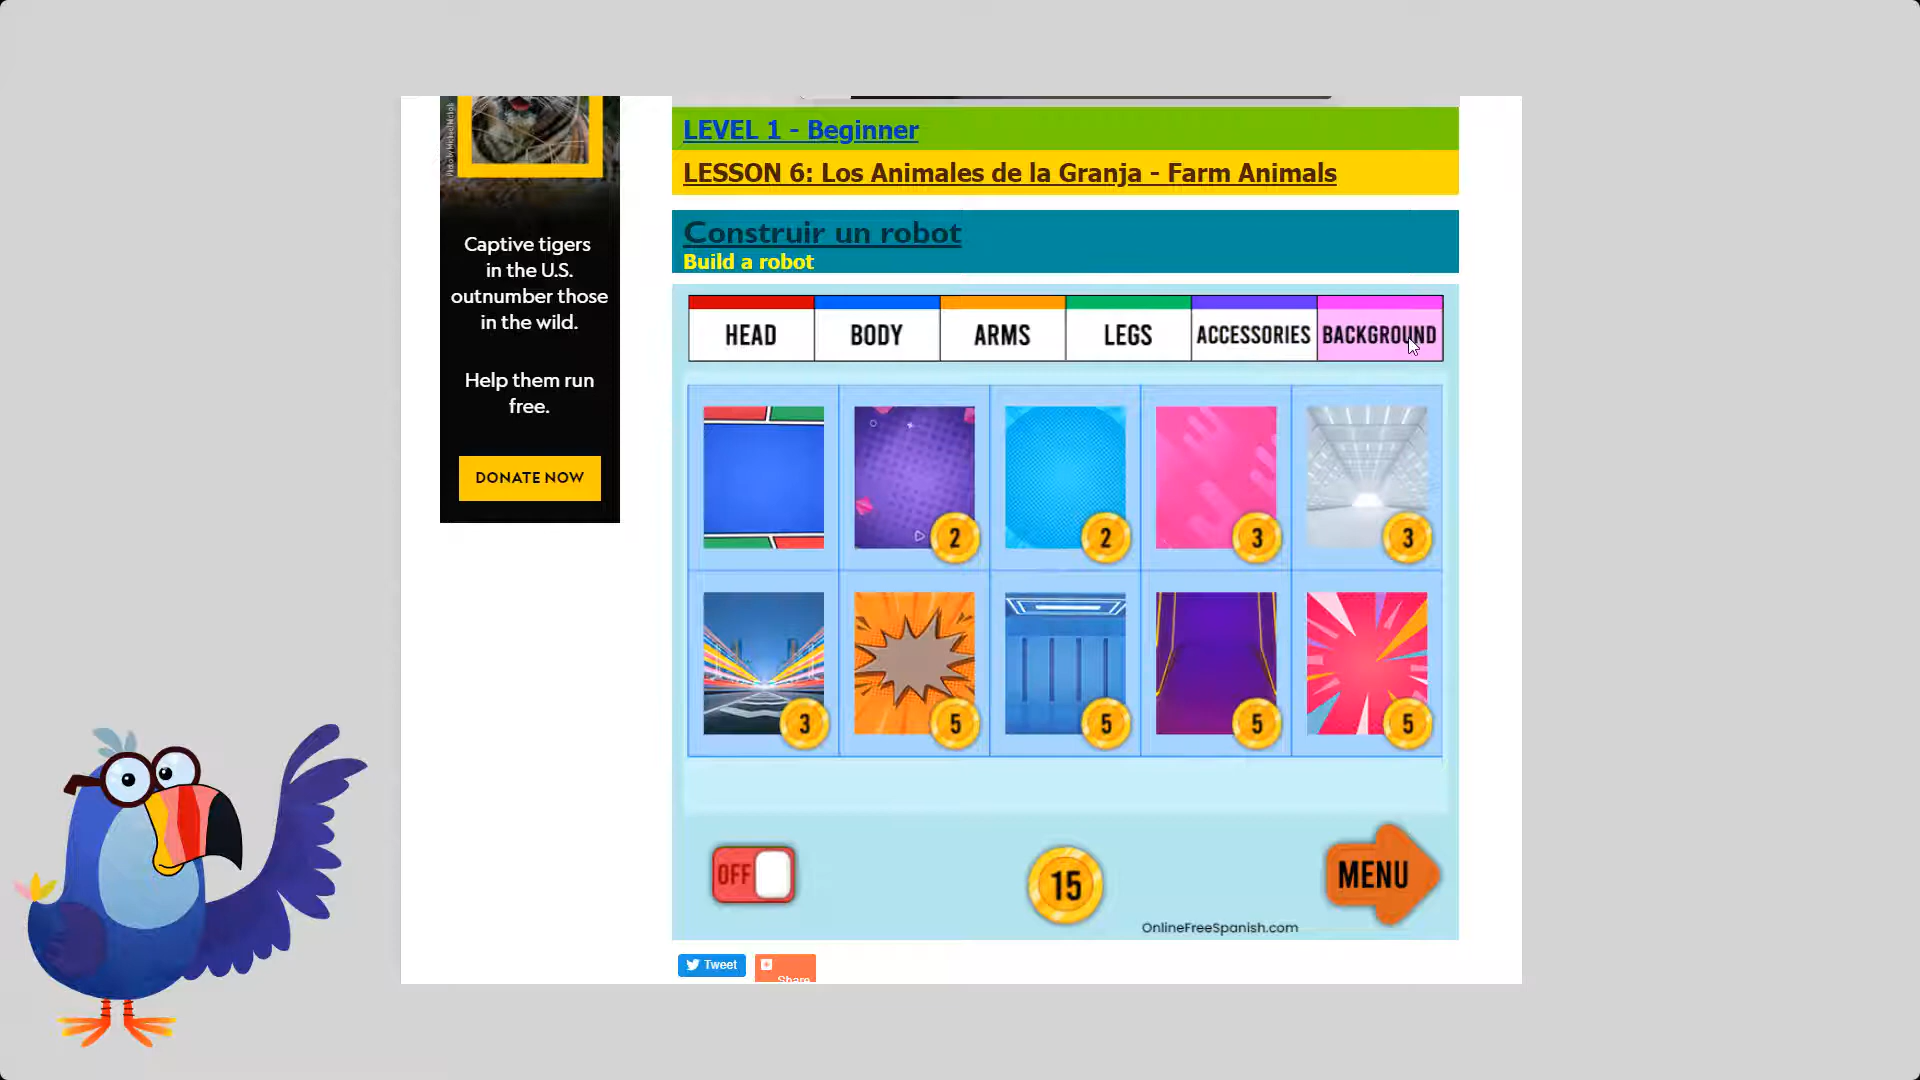 Captive tigers
in the U.S.
outnumber those
in the wild.
Help them run
free.
DONATE NOW
LEVEL 1 - Beginner
LESSON 6: Los Animales de la Granja - Farm Animals
Construir un robot
Build a robot
HEAD BODY ARMS LEGS ACCESSORIES BACKGROUND
2 2 3 3
3 5 5 5 5
OFF 15 MENU
OnlineFreeSpanish.com
Tweet
Share